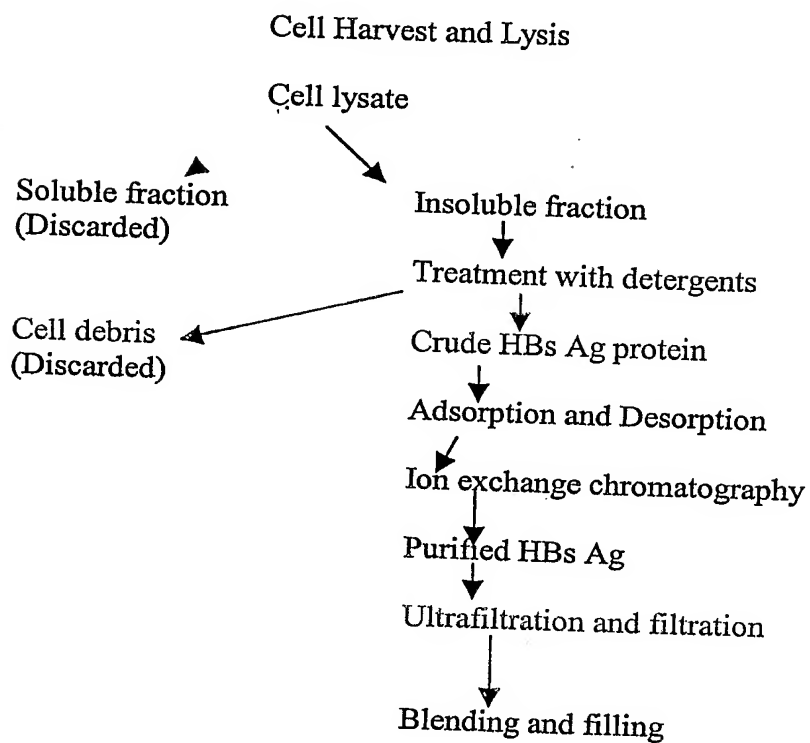 Cell Harvest and Lysis
Cell lysate
Soluble fraction
(Discarded)
Insoluble fraction
Treatment with detergents
Cell debris
(Discarded)
Crude HBs Ag protein
Adsorption and Desorption
Ion exchange chromatography
Purified HBs Ag
Ultrafiltration and filtration
Blending and filling